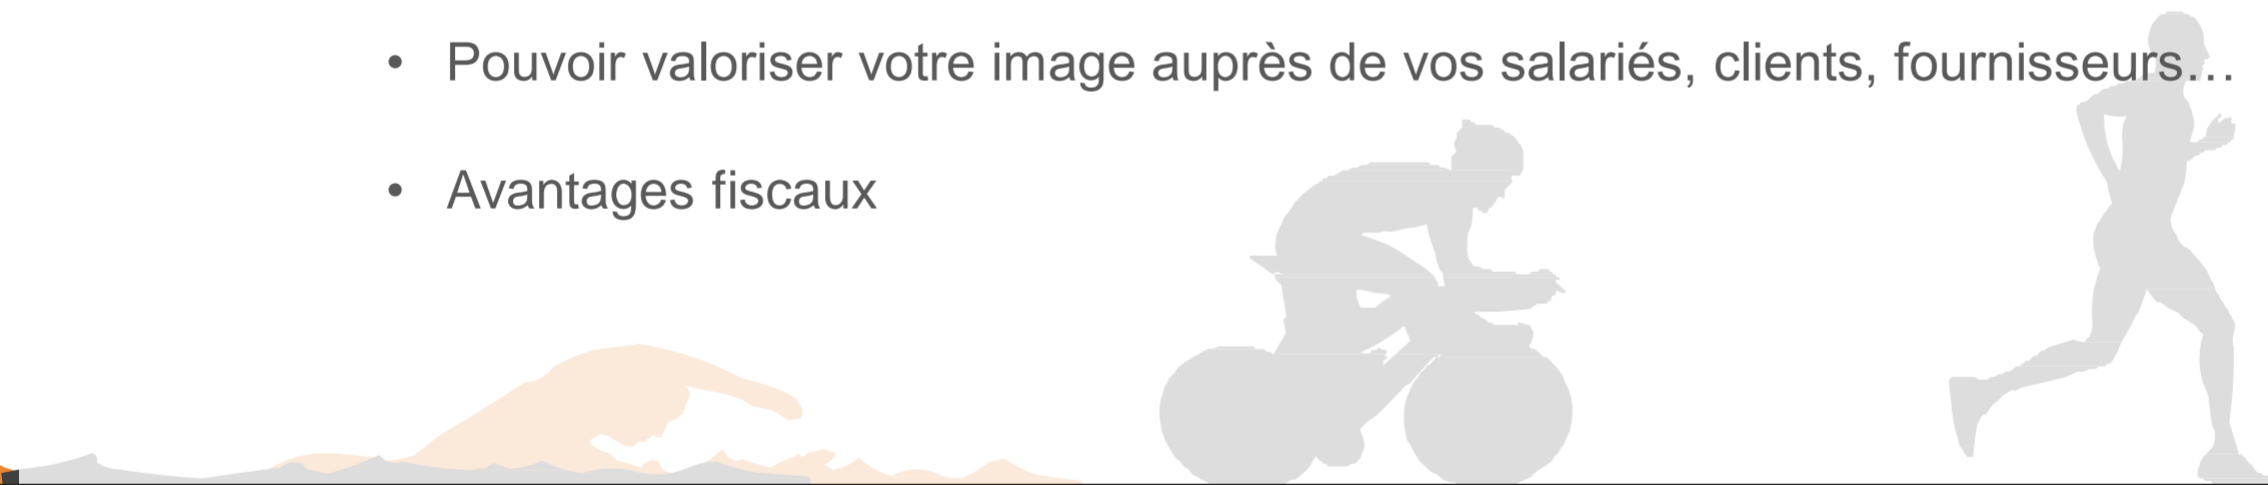 • Pouvoir valoriser votre image auprès de vos salariés, clients, fournisseurs…
• Avantages fiscaux